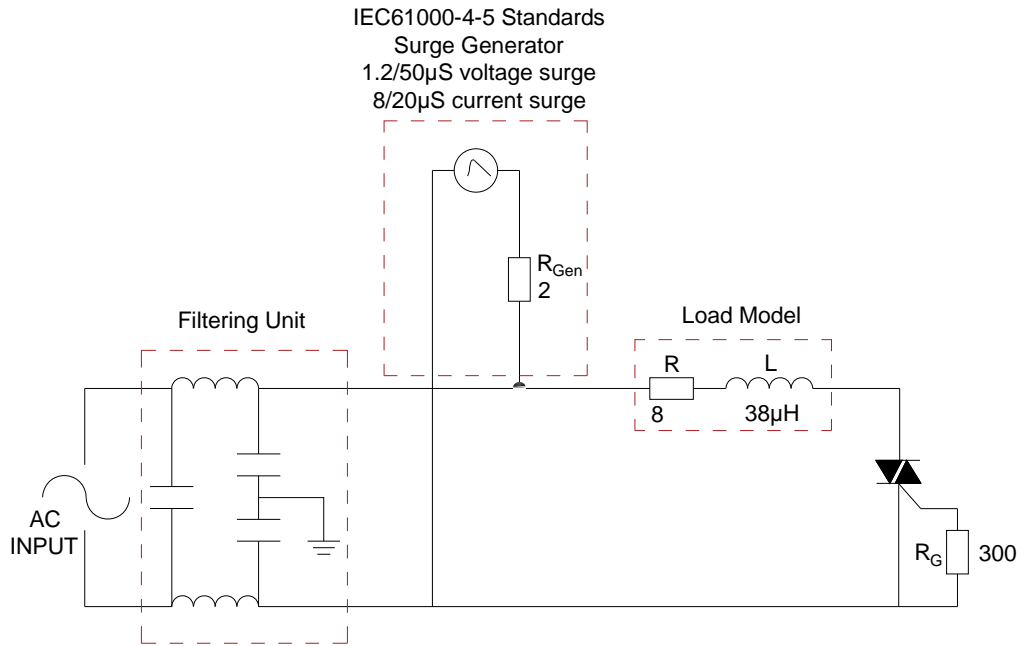 IEC61000-4-5 Standards
Surge Generator
1.2/50µS voltage surge
8/20µS current surge
RGen
2
Filtering Unit
Load Model
R
L
8
38µH
AC
INPUT
RG
300